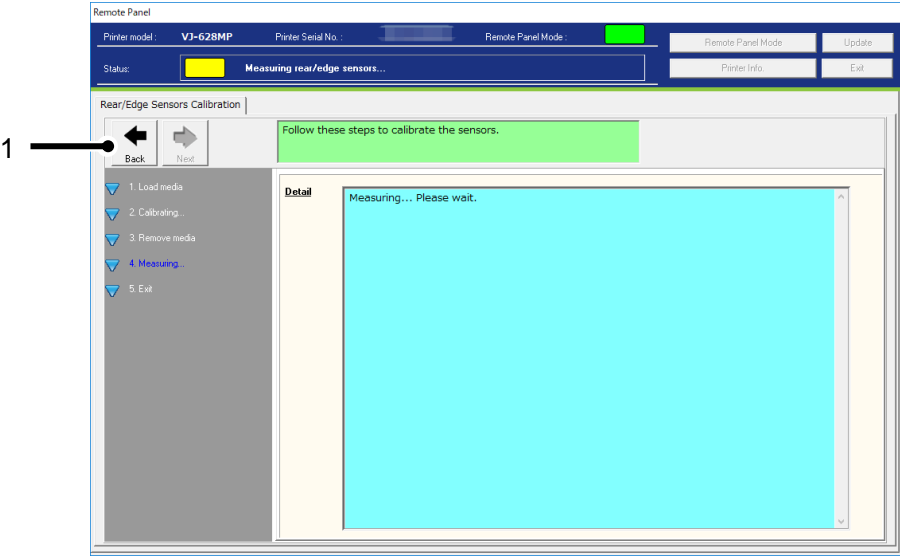 Remote Panel
Printer model : VJ-628MP Printer Serial No. : Remote Panel Mode :
Remote Panel Mode Update
Status: Measuring rear/edge sensors...
Printer Info. Exit
Rear/Edge Sensors Calibration
1
Back Next
Follow these steps to calibrate the sensors.
1. Load media
2. Calibrating...
3. Remove media
4. Measuring...
5. Exit
Detail
Measuring... Please wait.